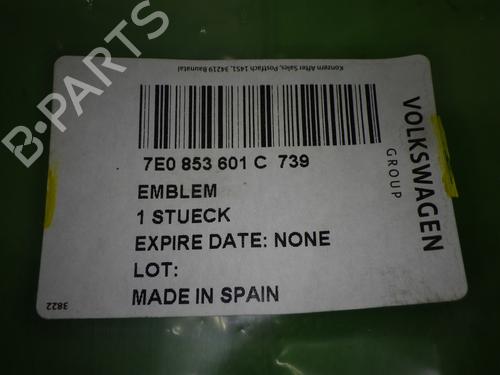 Konzern After Sales, Postfach 1451, 34219 Baunatal
B-PARTS
7E0 853 601 C 739
EMBLEM
1 STUECK
EXPIRE DATE: NONE
LOT:
MADE IN SPAIN
VOLKSWAGEN
GROUP
3822